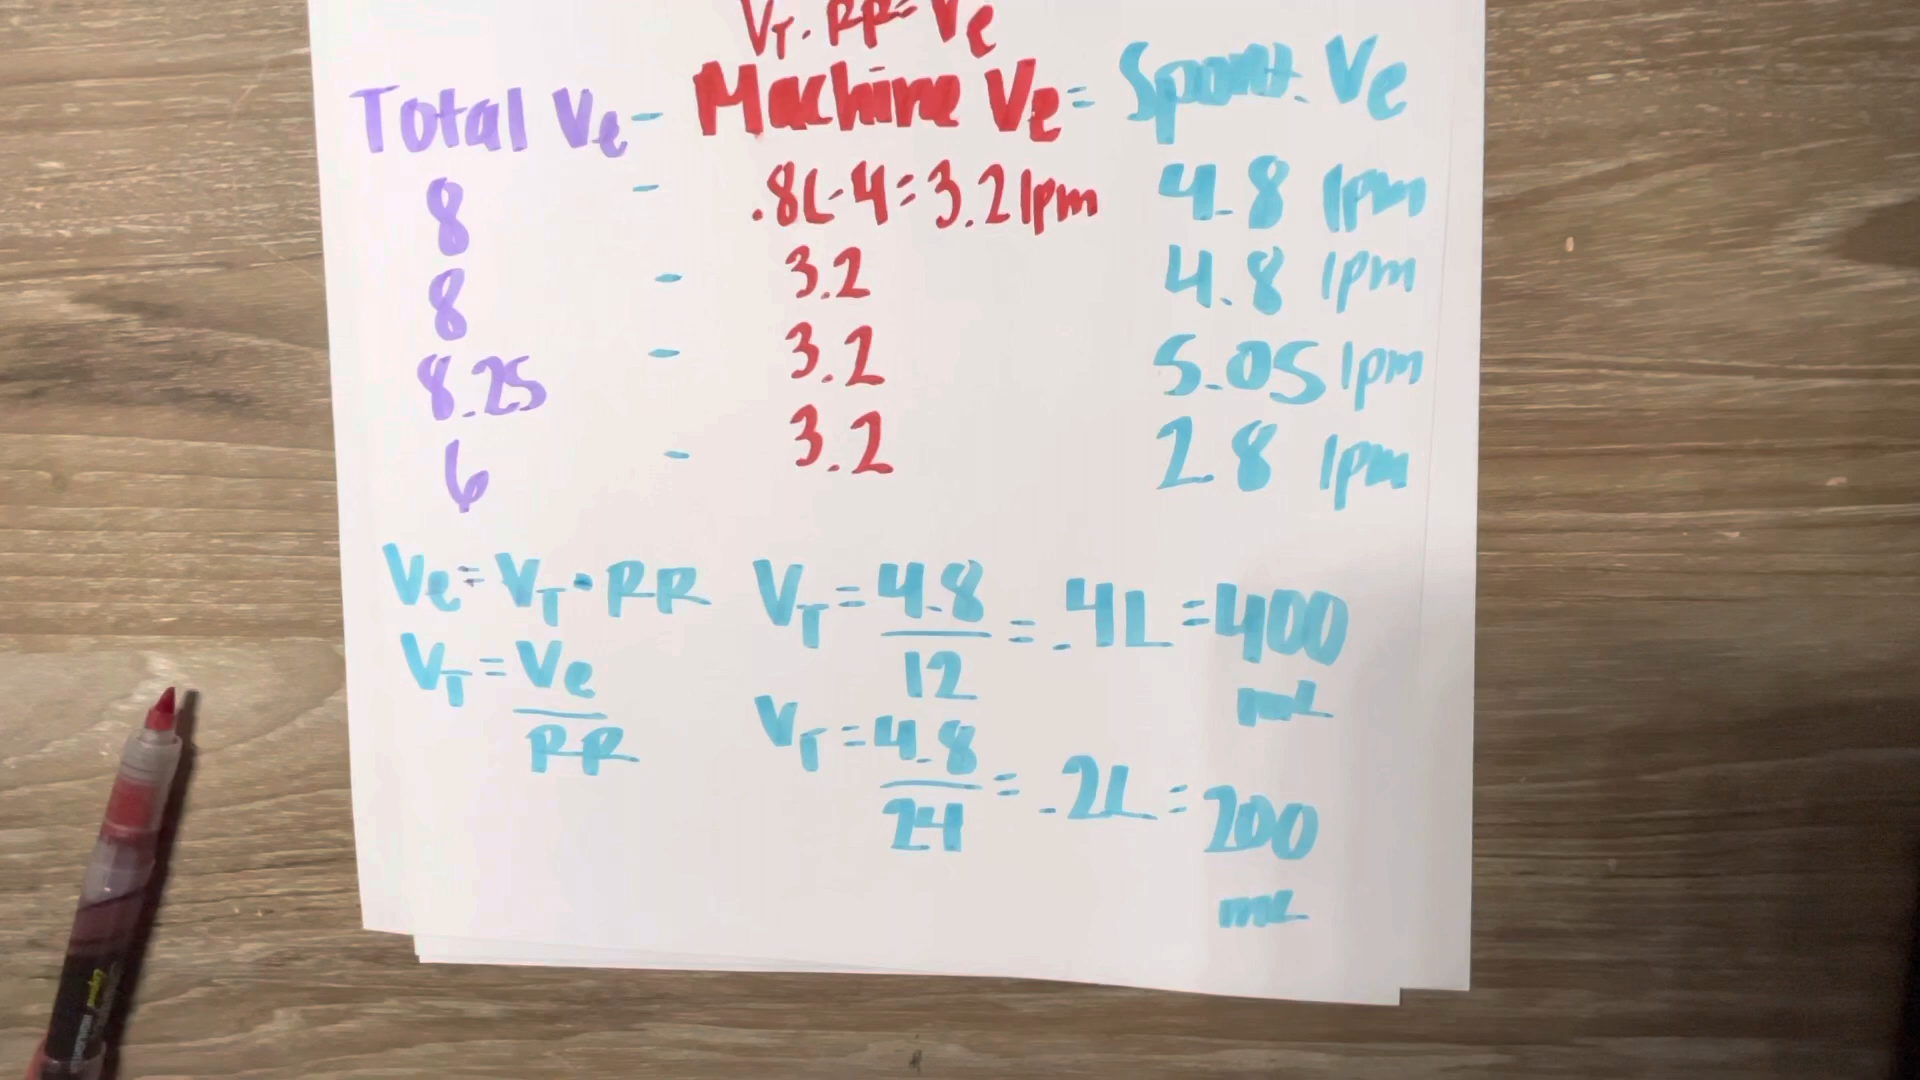 VT · RR = Ve
Total Ve - Machine Ve = Spont. Ve
8 - .8L·4=3.2 lpm 4.8 lpm
8 - 3.2 4.8 lpm
8.25 - 3.2 5.05 lpm
6 - 3.2 2.8 lpm
Ve = VT · RR
VT = Ve / RR
VT = 4.8 / 12 = .4L = 400 mL
VT = 4.8 / 24 = .2L = 200 mL